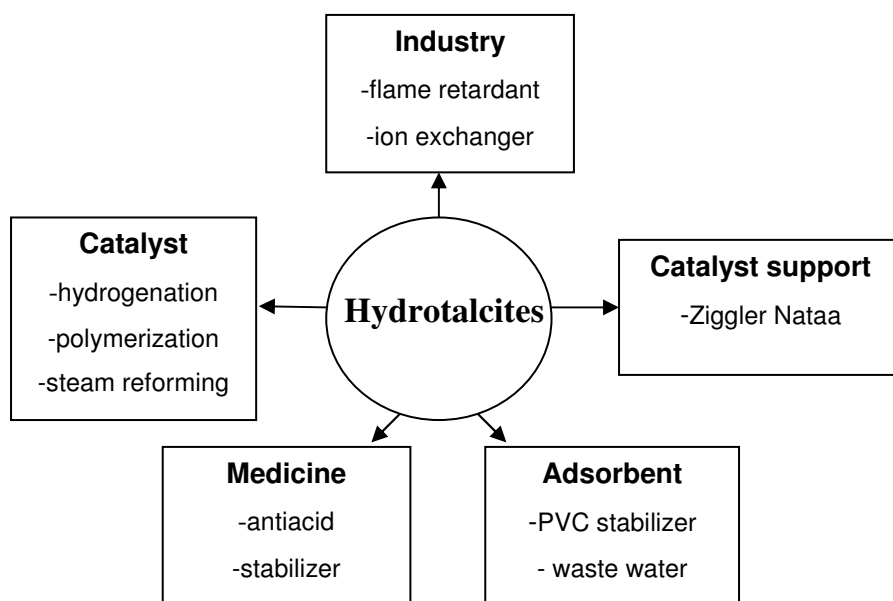 Industry
-flame retardant
-ion exchanger
Catalyst
-hydrogenation
-polymerization
-steam reforming
Hydrotalcites
Catalyst support
-Ziggler Nataa
Medicine
-antiacid
-stabilizer
Adsorbent
-PVC stabilizer
- waste water